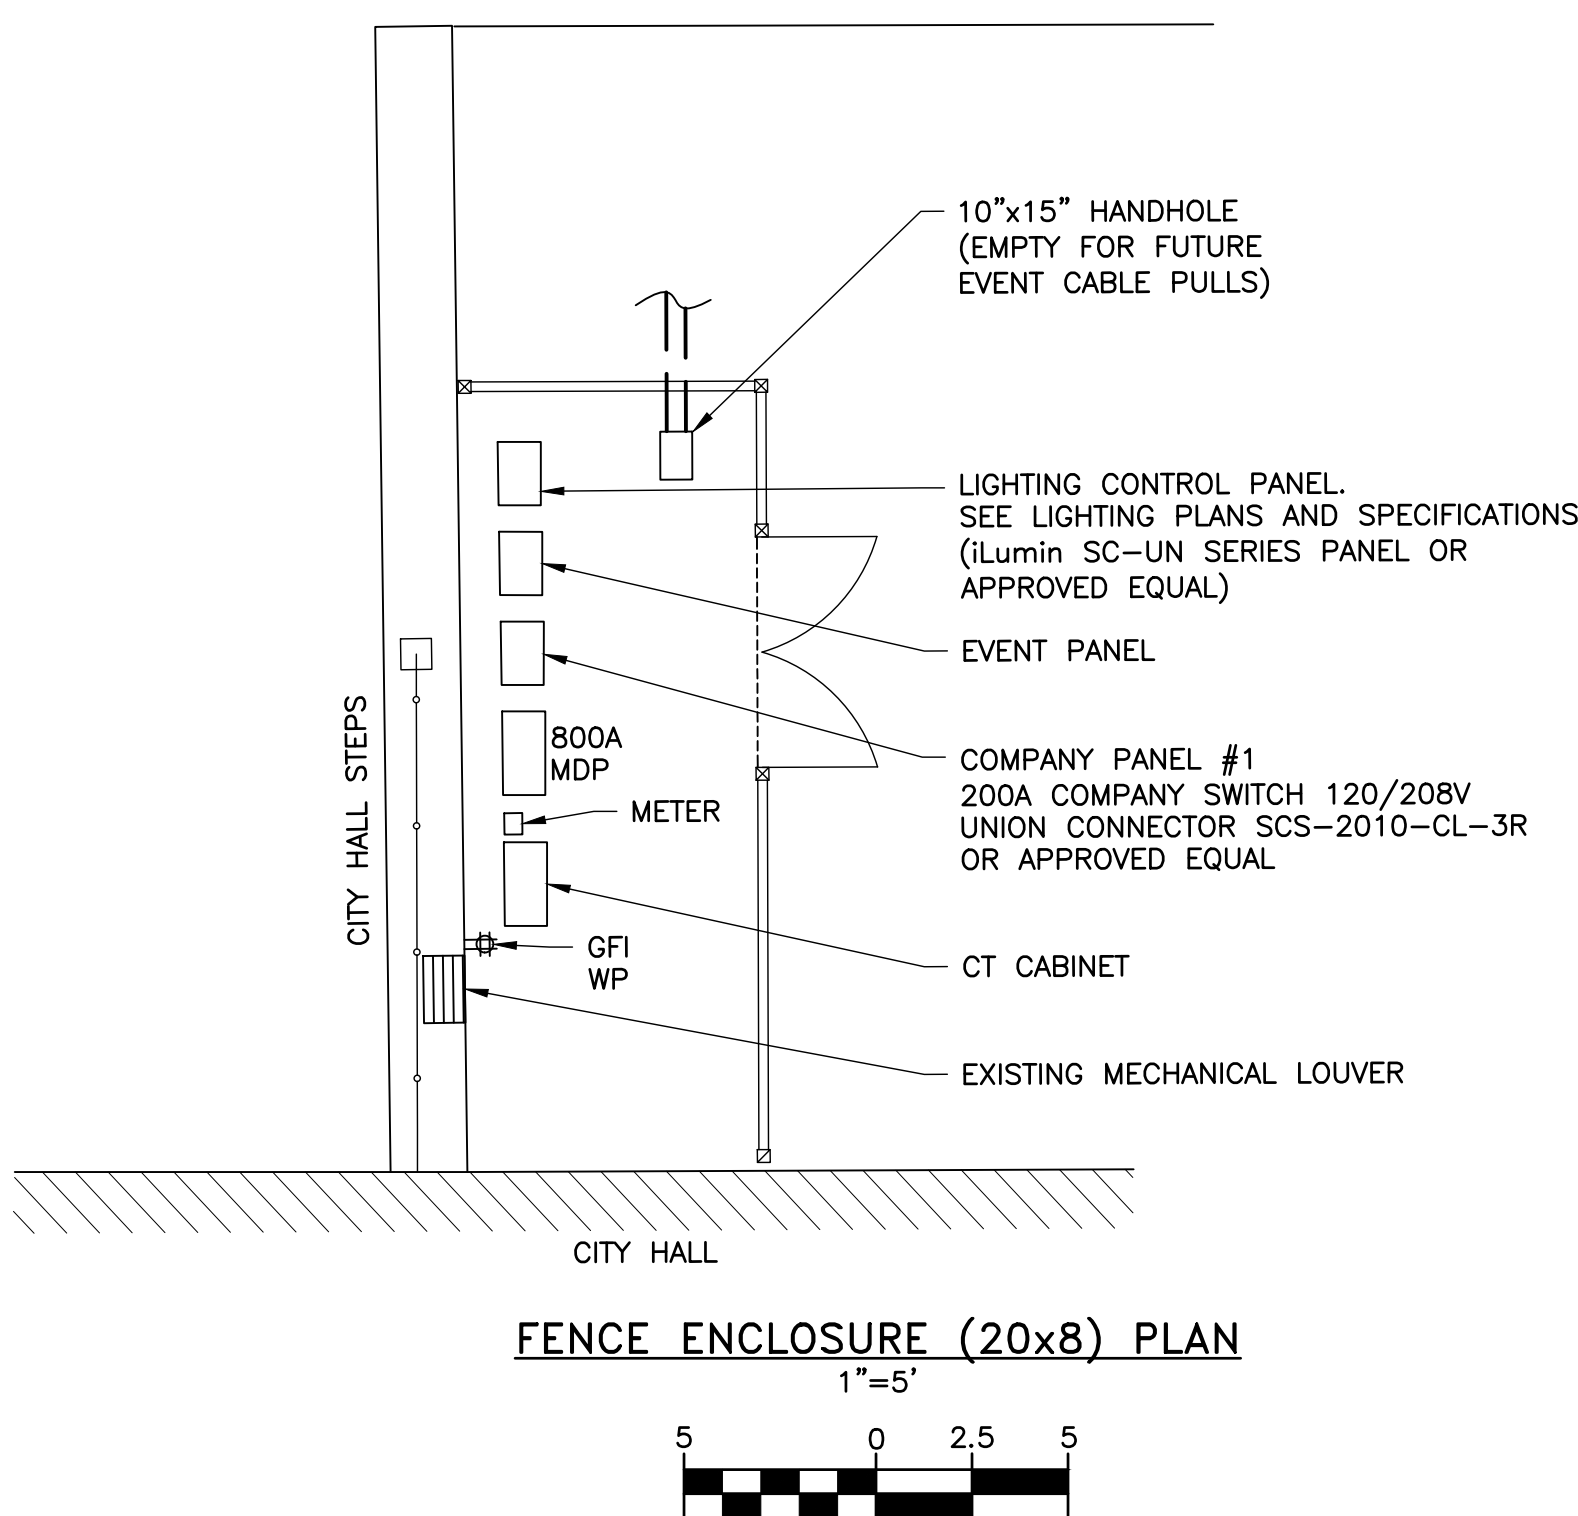 10”x15” HANDHOLE
(EMPTY FOR FUTURE
EVENT CABLE PULLS)
LIGHTING CONTROL PANEL.
SEE LIGHTING PLANS AND SPECIFICATIONS
(iLumin SC-UN SERIES PANEL OR
APPROVED EQUAL)
EVENT PANEL
CITY HALL STEPS
800A
MDP
COMPANY PANEL #1
200A COMPANY SWITCH 120/208V
UNION CONNECTOR SCS-2010-CL-3R
OR APPROVED EQUAL
METER
GFI
WP
CT CABINET
EXISTING MECHANICAL LOUVER
CITY HALL
FENCE ENCLOSURE (20x8) PLAN
1”=5’
5 0 2.5 5